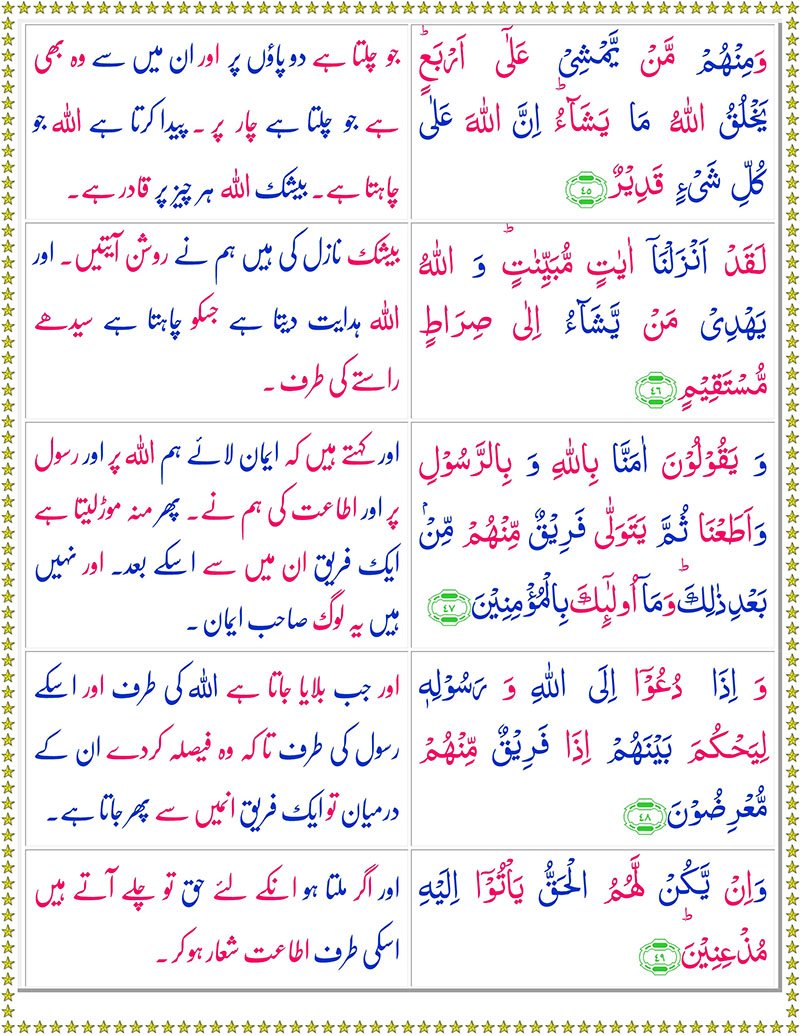 وَمِنۡهُمۡ مَّنۡ يَّمۡشِىۡ عَلٰٓى اَرۡبَعٍ‌ؕ
يَخۡلُقُ اللّٰهُ مَا يَشَآءُ‌ؕ اِنَّ اللّٰهَ عَلٰى
كُلِّ شَىۡءٍ قَدِيۡرٌ ﴿۴۵﴾
جو چلتا ہے دو پاؤں پر اور ان میں سے وہ بھی
ہے جو چلتا ہے چار پر ۔ پیدا کرتا ہے اللہ جو
چاہتا ہے۔ بیشک اللہ ہر چیز پر قادر ہے۔
لَقَدۡ اَنۡزَلۡنَاۤ اٰيٰتٍ مُّبَيِّنٰتٍ‌ؕ وَ اللّٰهُ
يَهۡدِىۡ مَنۡ يَّشَآءُ اِلٰى صِرَاطٍ
مُّسۡتَقِيۡمٍ ﴿۴۶﴾
بیشک نازل کی ہیں ہم نے روشن آیتیں۔ اور
اللہ ہدایت دیتا ہے جسکو چاہتا ہے سیدھے
راستے کی طرف ۔
وَ يَقُوۡلُوۡنَ اٰمَنَّا بِاللّٰهِ وَ بِالرَّسُوۡلِ
وَاَطَعۡنَا ثُمَّ يَتَوَلّٰى فَرِيۡقٌ مِّنۡهُمۡ مِّنۡۢ
بَعۡدِ ذٰلِكَ‌ؕ وَمَاۤ اُولٰٓٮِٕكَ بِالۡمُؤۡمِنِيۡنَ ﴿۴۷﴾
اور کہتے ہیں کہ ایمان لائے ہم اللہ پر اور رسول
پر اور اطاعت کی ہم نے۔ پھر منہ موڑ لیتا ہے
ایک فریق ان میں سے اسکے بعد۔ اور نہیں
ہیں یہ لوگ صاحب ایمان ۔
وَ اِذَا دُعُوۡۤا اِلَى اللّٰهِ وَ رَسُوۡلِهٖ
لِيَحۡكُمَ بَيۡنَهُمۡ اِذَا فَرِيۡقٌ مِّنۡهُمۡ
مُّعۡرِضُوۡنَ ﴿۴۸﴾
اور جب بلایا جاتا ہے اللہ کی طرف اور اسکے
رسول کی طرف تاکہ وہ فیصلہ کردے ان کے
درمیان تو ایک فریق انمیں سے پھر جاتا ہے۔
وَاِنۡ يَّكُنۡ لَّهُمُ الۡحَـقُّ يَاۡتُوۡۤا اِلَيۡهِ
مُذۡعِنِيۡنَؕ ﴿۴۹﴾
اور اگر ملتا ہو انکے لئے حق تو چلے آتے ہیں
اسکی طرف اطاعت شعار ہوکر ۔